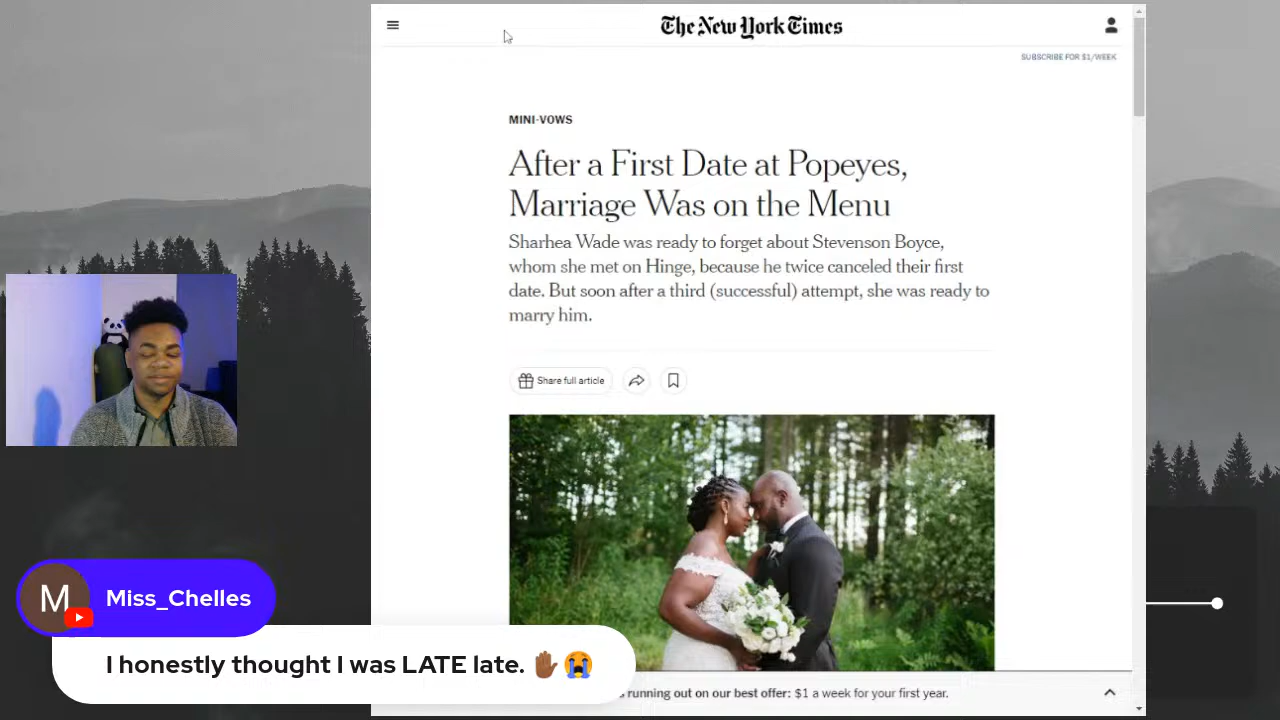 The New York Times
SUBSCRIBE FOR $1/WEEK
MINI-VOWS
After a First Date at Popeyes,
Marriage Was on the Menu
Sharhea Wade was ready to forget about Stevenson Boyce,
whom she met on Hinge, because he twice canceled their first
date. But soon after a third (successful) attempt, she was ready to
marry him.
Share full article
M
Miss_Chelles
I honestly thought I was LATE late. 🖐🏾😭
running out on our best offer: $1 a week for your first year.